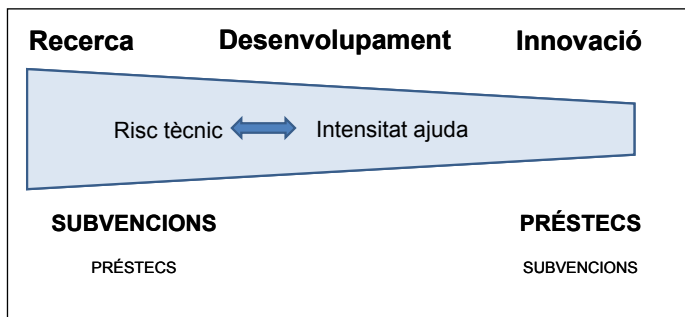 Recerca Desenvolupament Innovació
Risc tècnic Intensitat ajuda
SUBVENCIONS PRÉSTECS
PRÉSTECS SUBVENCIONS